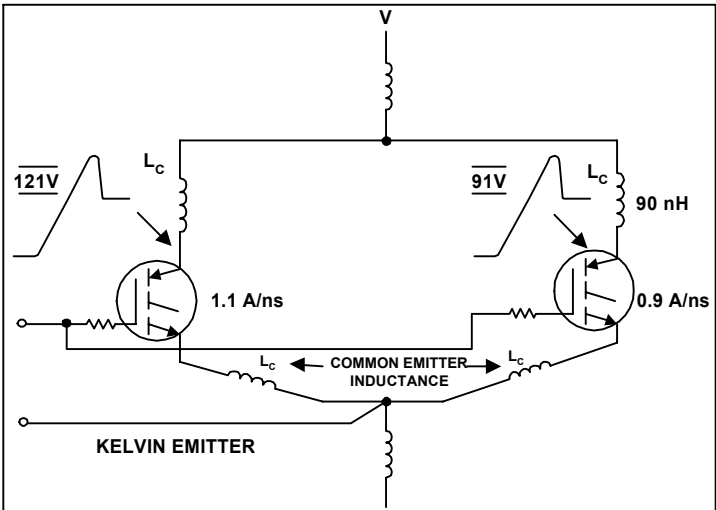 V
L_C
121V
91V
L_C
90 nH
1.1 A/ns
0.9 A/ns
L_C
COMMON EMITTER
INDUCTANCE
L_C
KELVIN EMITTER